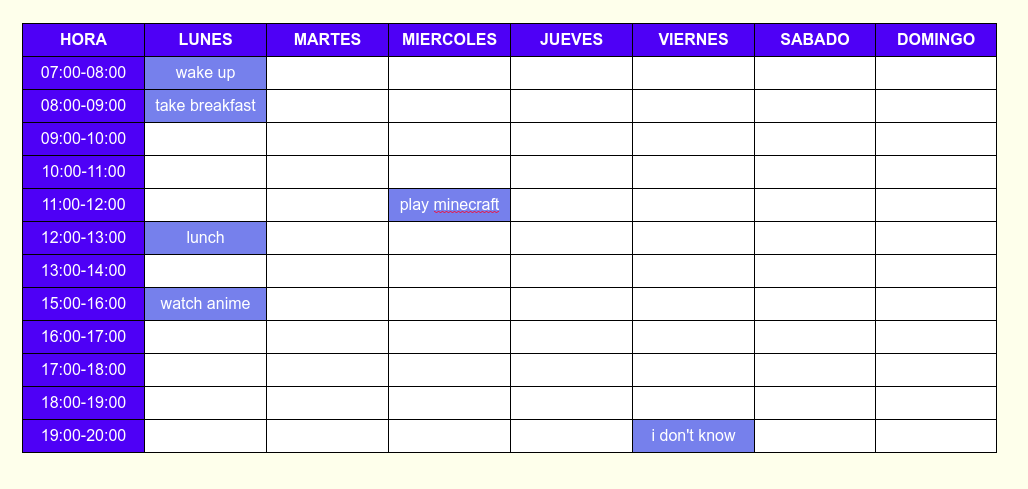 HORA LUNES MARTES MIERCOLES JUEVES VIERNES SABADO DOMINGO
07:00-08:00 wake up
08:00-09:00 take breakfast
09:00-10:00
10:00-11:00
11:00-12:00 play minecraft
12:00-13:00 lunch
13:00-14:00
15:00-16:00 watch anime
16:00-17:00
17:00-18:00
18:00-19:00
19:00-20:00 i don't know